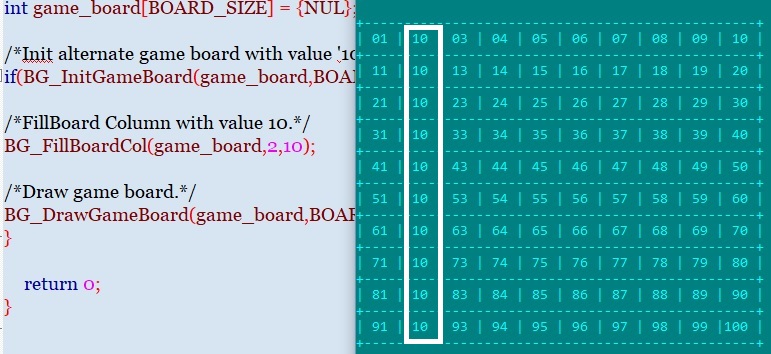 int game_board[BOARD_SIZE] = {NUL};
/*Init alternate game board with value '10
if(BG_InitGameBoard(game_board,BOAI
/*FillBoard Column with value 10.*/
BG_FillBoardCol(game_board,2,10);
/*Draw game board.*/
BG_DrawGameBoard(game_board,BOAR
}
return 0;
}
| 01 | 10 | 03 | 04 | 05 | 06 | 07 | 08 | 09 | 10 |
| 11 | 10 | 13 | 14 | 15 | 16 | 17 | 18 | 19 | 20 |
| 21 | 10 | 23 | 24 | 25 | 26 | 27 | 28 | 29 | 30 |
| 31 | 10 | 33 | 34 | 35 | 36 | 37 | 38 | 39 | 40 |
| 41 | 10 | 43 | 44 | 45 | 46 | 47 | 48 | 49 | 50 |
| 51 | 10 | 53 | 54 | 55 | 56 | 57 | 58 | 59 | 60 |
| 61 | 10 | 63 | 64 | 65 | 66 | 67 | 68 | 69 | 70 |
| 71 | 10 | 73 | 74 | 75 | 76 | 77 | 78 | 79 | 80 |
| 81 | 10 | 83 | 84 | 85 | 86 | 87 | 88 | 89 | 90 |
| 91 | 10 | 93 | 94 | 95 | 96 | 97 | 98 | 99 |100 |